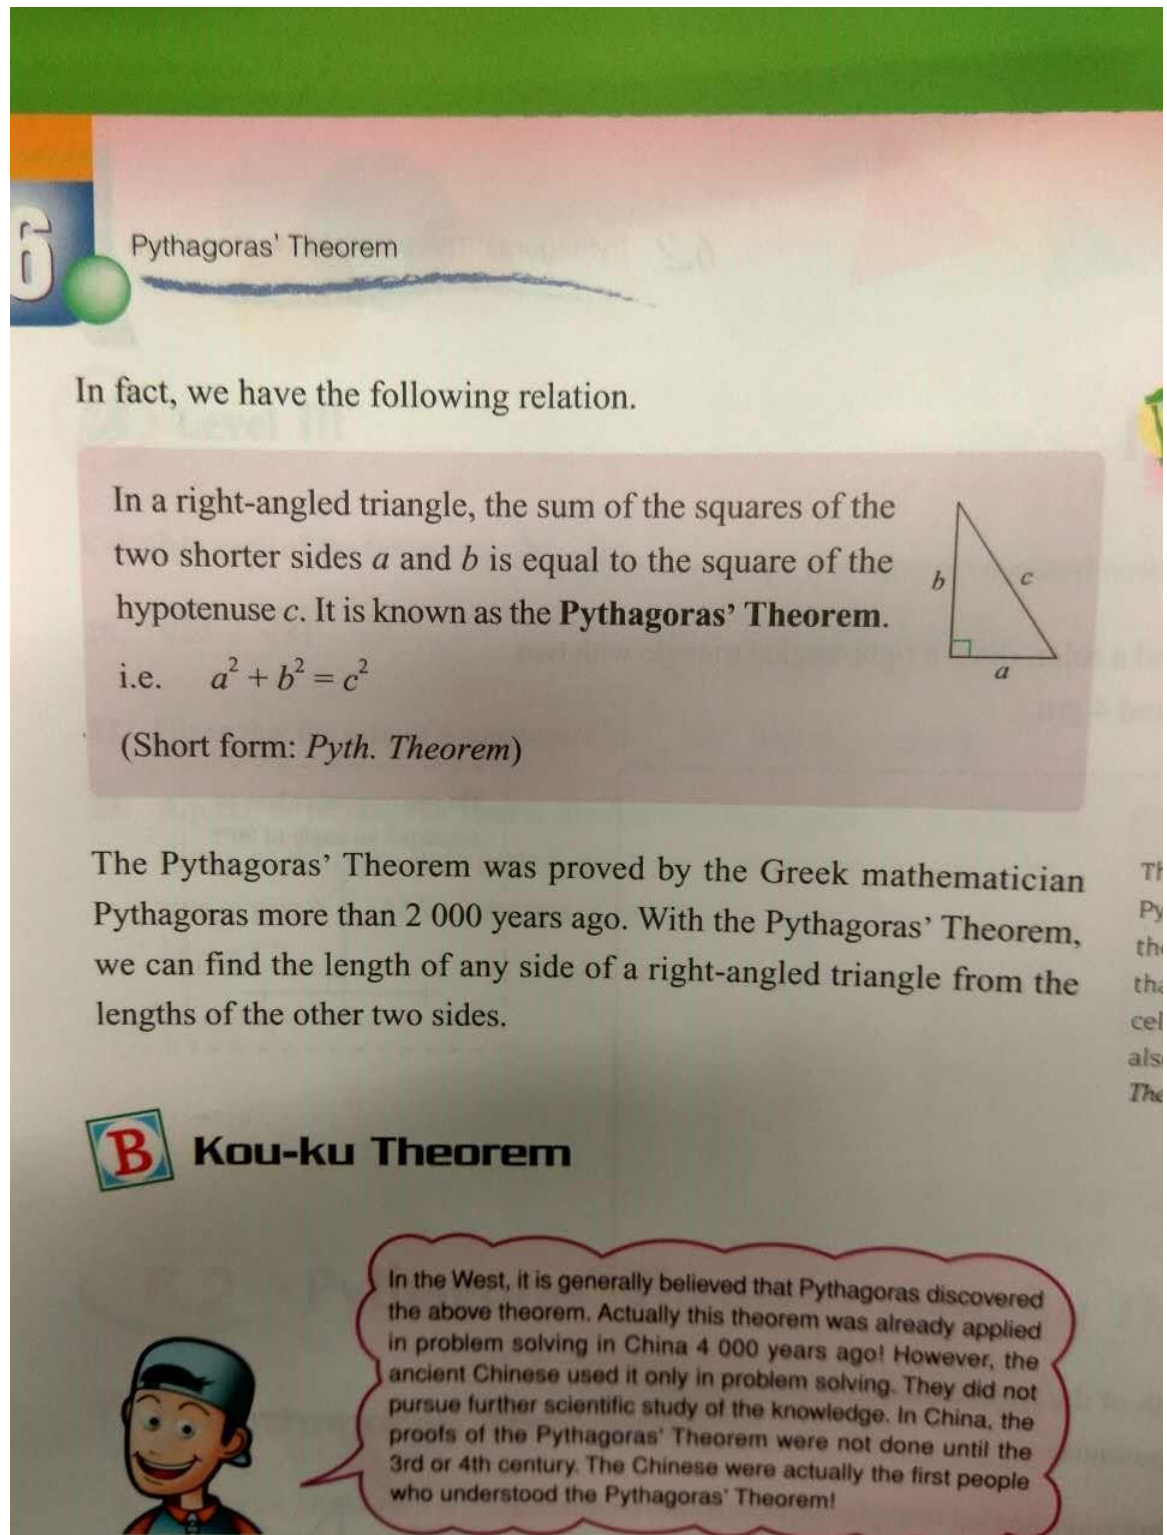 6
Pythagoras' Theorem
In fact, we have the following relation.
In a right-angled triangle, the sum of the squares of the
two shorter sides a and b is equal to the square of the
hypotenuse c. It is known as the Pythagoras' Theorem.
i.e. a² + b² = c²
(Short form: Pyth. Theorem)
b
c
a
The Pythagoras' Theorem was proved by the Greek mathematician
Pythagoras more than 2 000 years ago. With the Pythagoras' Theorem,
we can find the length of any side of a right-angled triangle from the
lengths of the other two sides.
B Kou-ku Theorem
In the West, it is generally believed that Pythagoras discovered
the above theorem. Actually this theorem was already applied
in problem solving in China 4 000 years ago! However, the
ancient Chinese used it only in problem solving. They did not
pursue further scientific study of the knowledge. In China, the
proofs of the Pythagoras' Theorem were not done until the
3rd or 4th century. The Chinese were actually the first people
who understood the Pythagoras' Theorem!